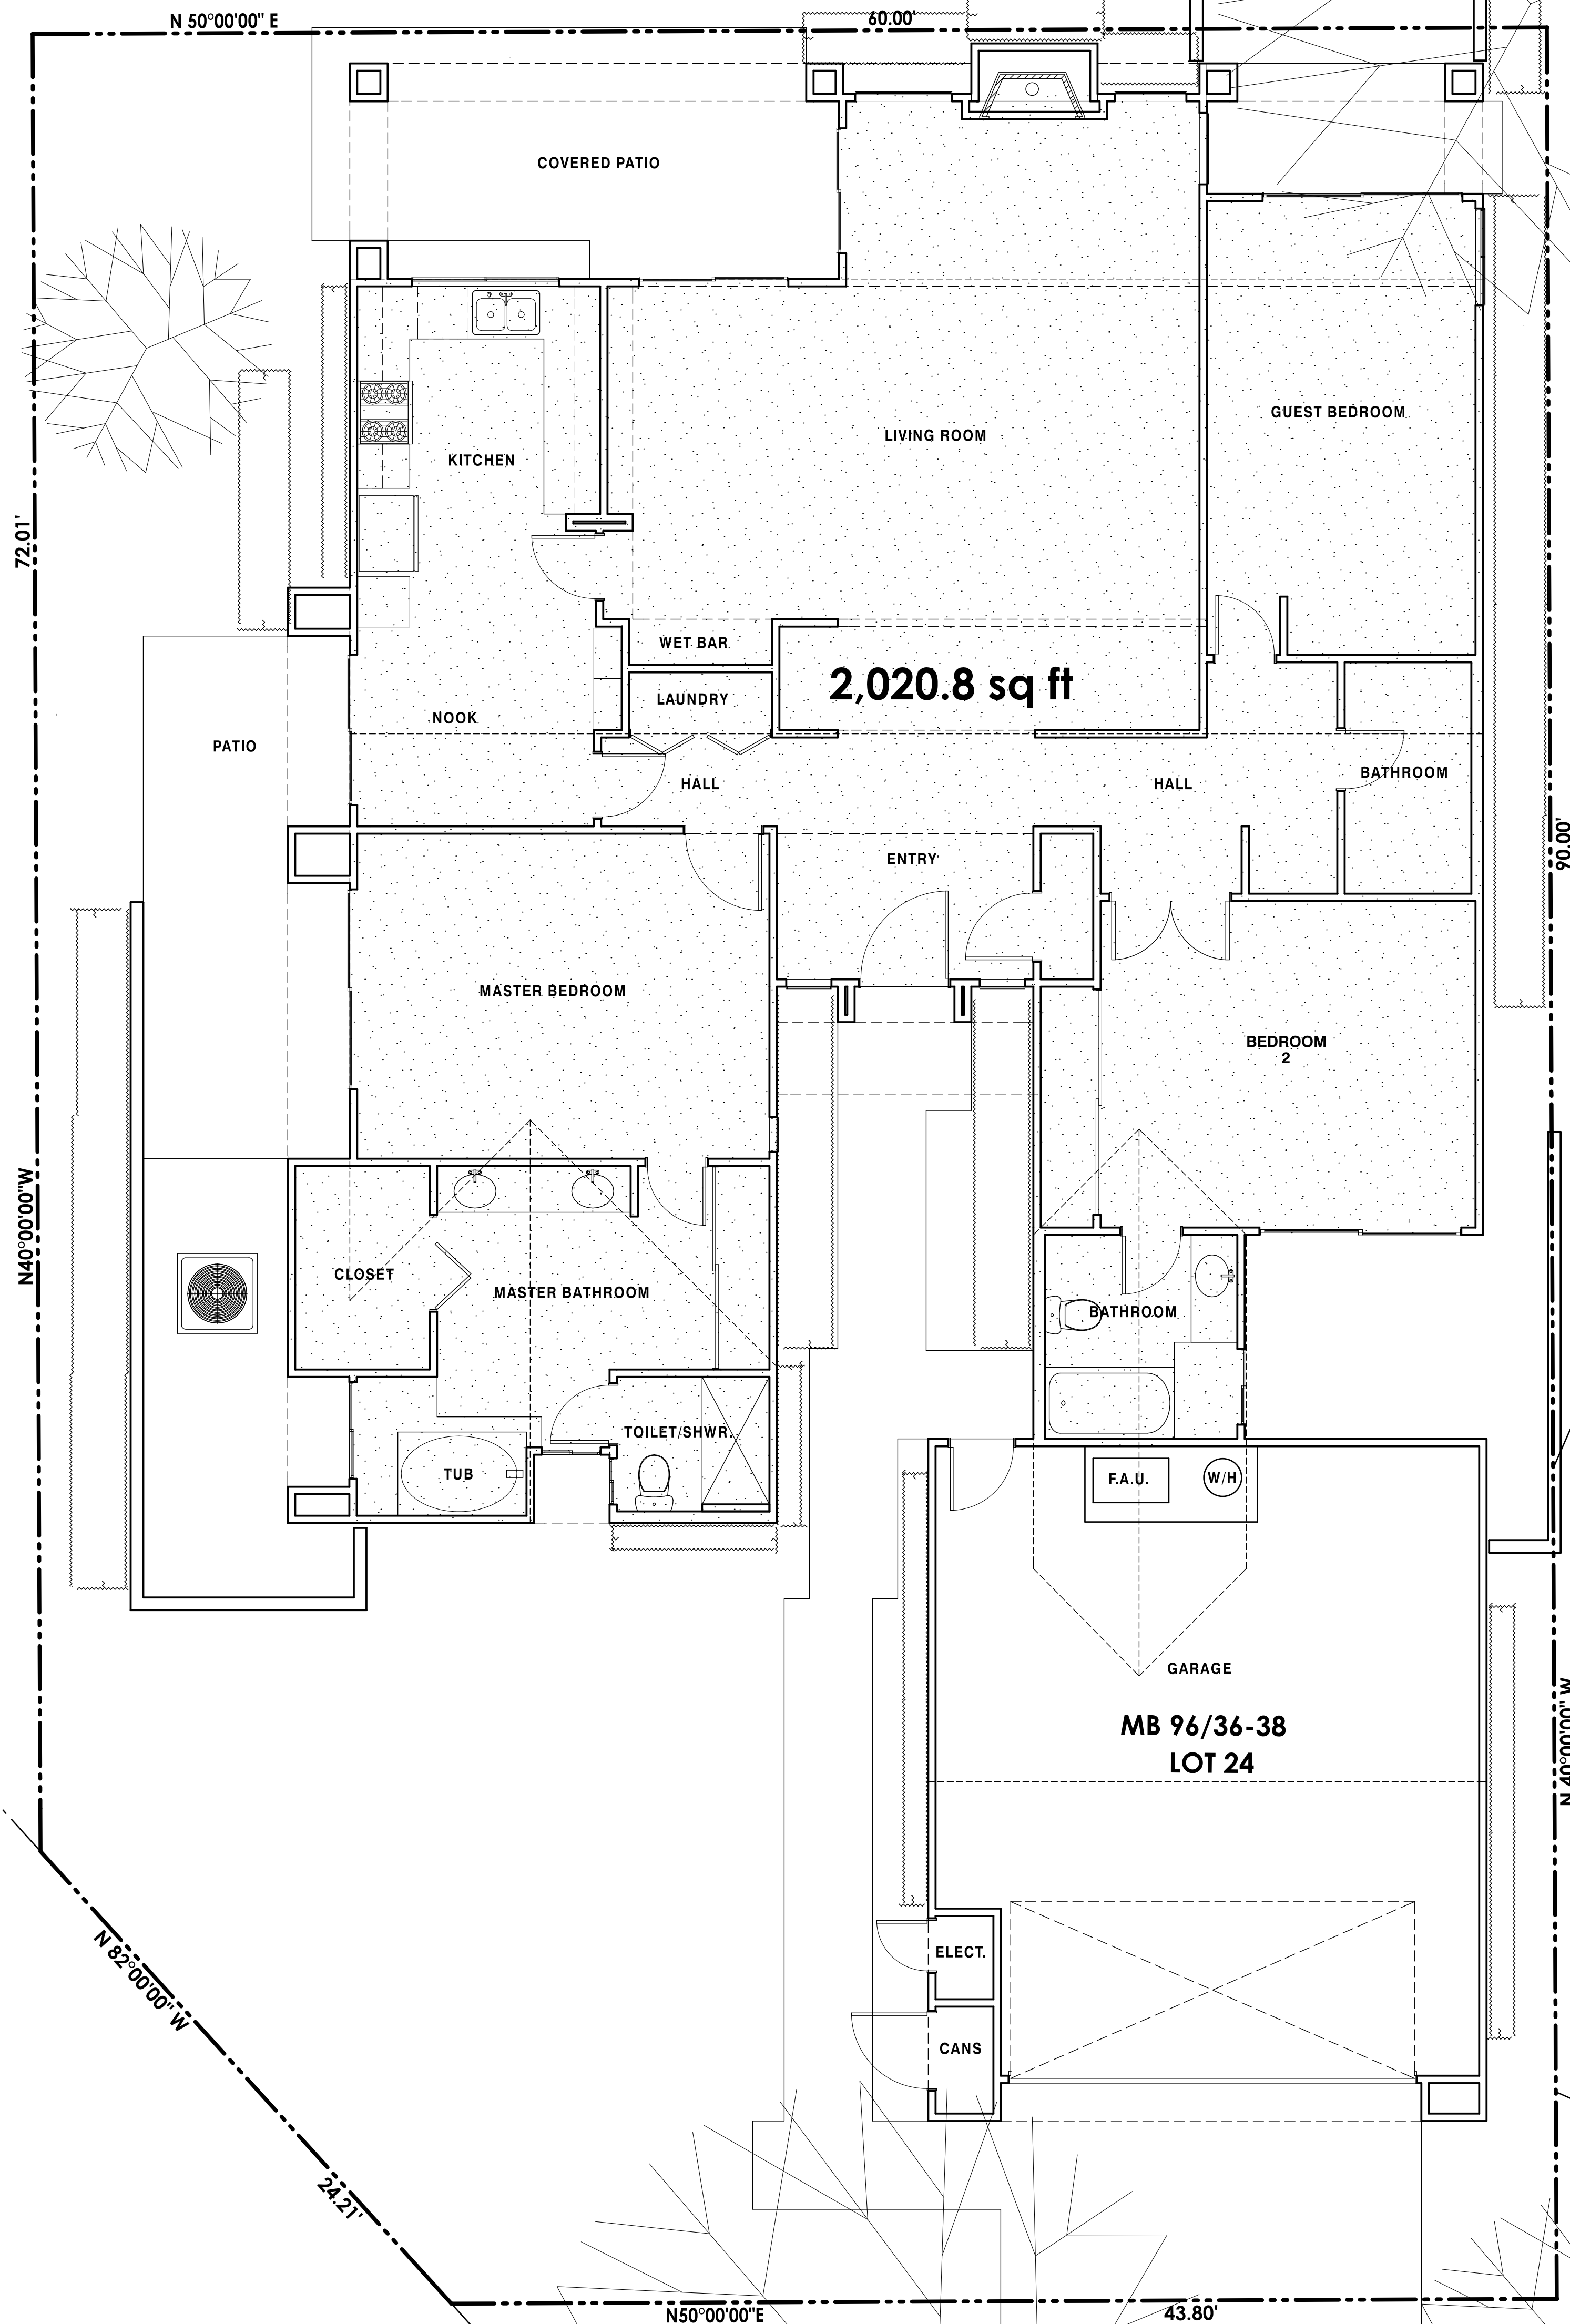 N 50°00'00" E
60.00'
COVERED PATIO
GUEST BEDROOM
LIVING ROOM
KITCHEN
72.01'
WET BAR
2,020.8 sq ft
LAUNDRY
NOOK
PATIO
BATHROOM
HALL
HALL
90.00'
ENTRY
MASTER BEDROOM
BEDROOM
2
N40°00'00"W
CLOSET
MASTER BATHROOM
BATHROOM
TOILET/SHWR.
TUB
F.A.U.
W/H
GARAGE
MB 96/36-38
LOT 24
N 40°00'00" W
N 82°00'00" W
ELECT.
CANS
24.21'
N50°00'00"E
43.80'